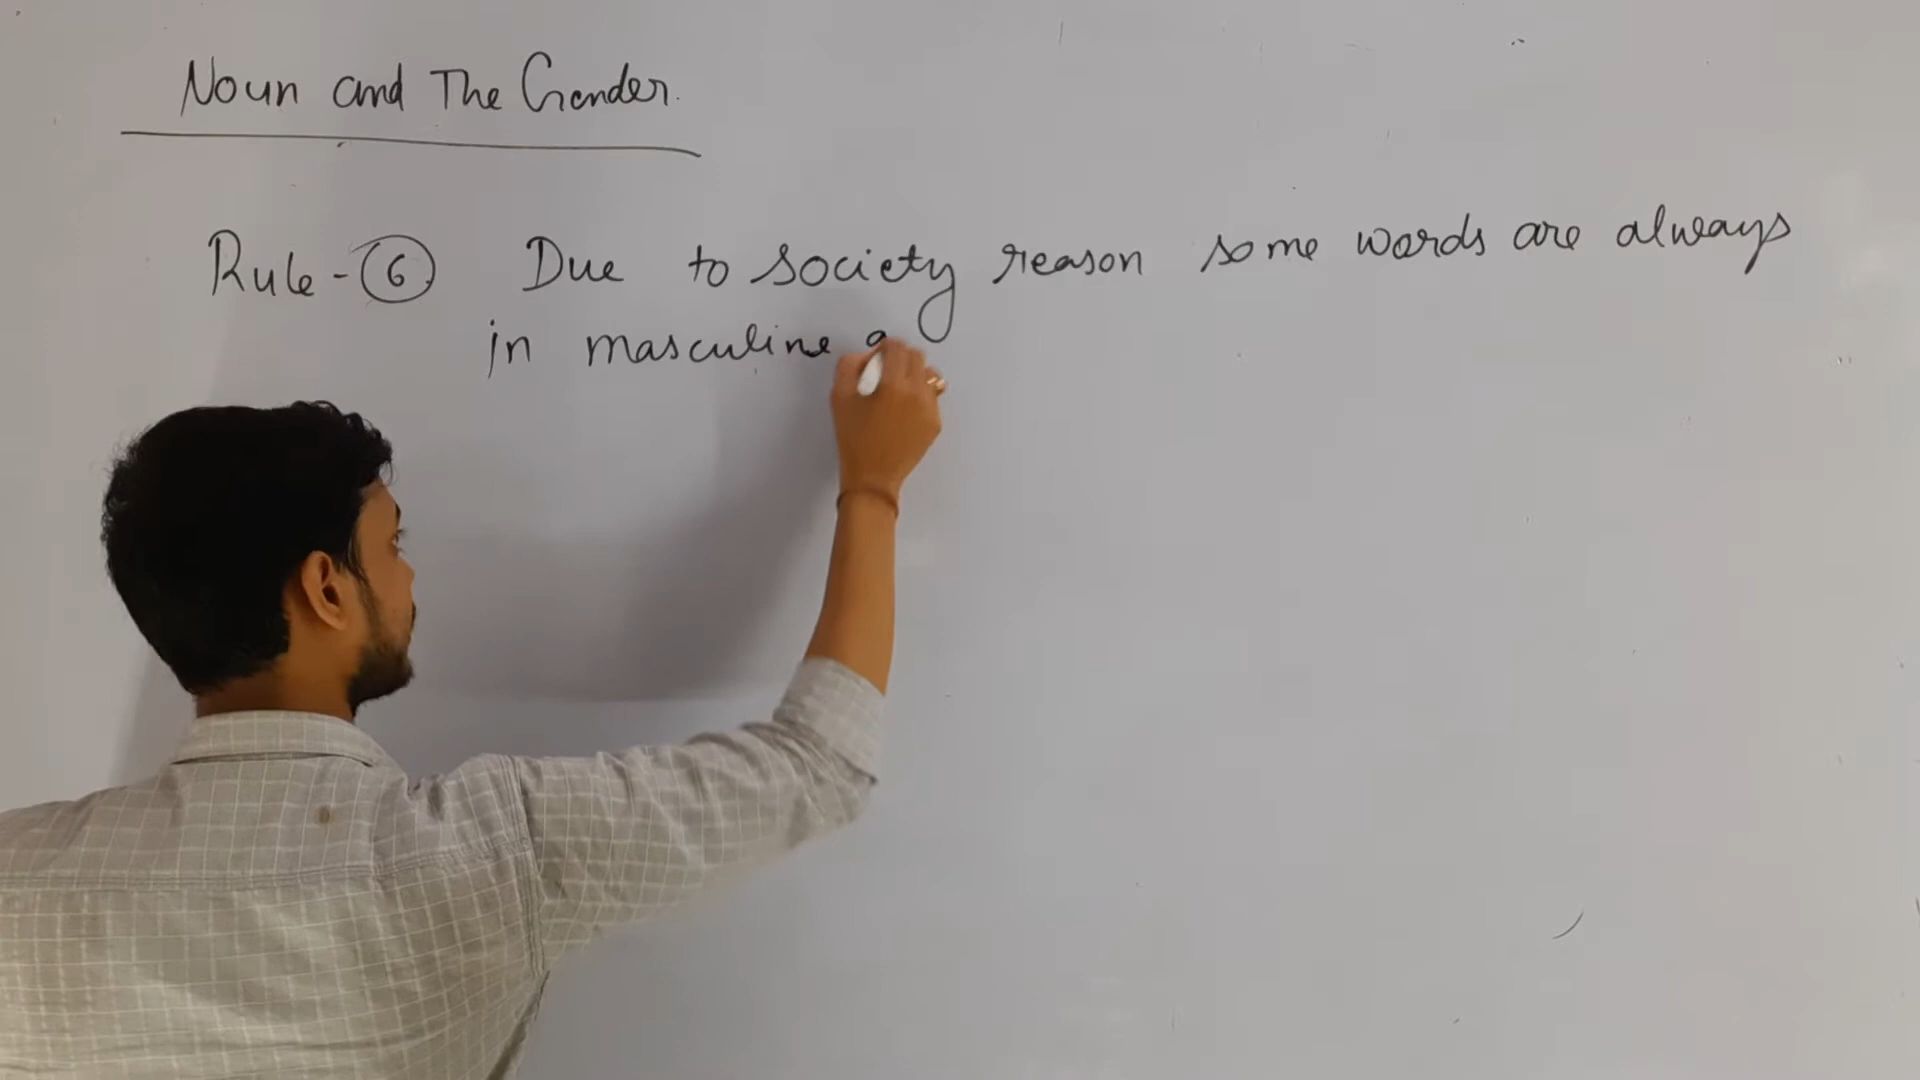 Noun and The Gender.
Rule-6 Due to society reason some words are always
in masculine